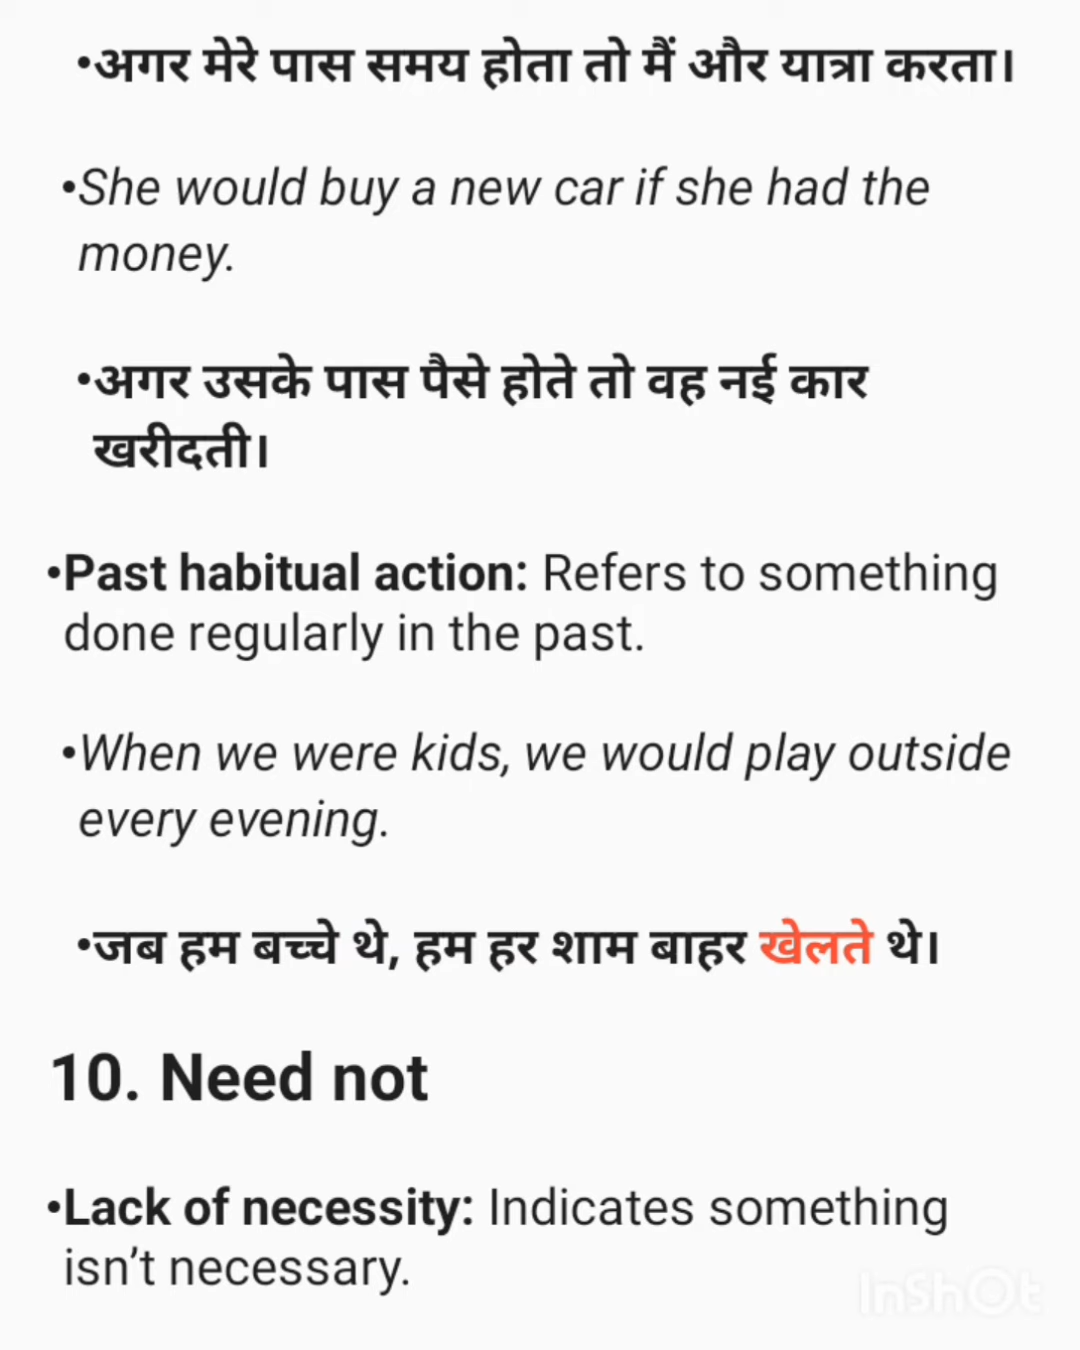 •अगर मेरे पास समय होता तो मैं और यात्रा करता।
•She would buy a new car if she had the
money.
•अगर उसके पास पैसे होते तो वह नई कार
खरीदती।
•Past habitual action: Refers to something
done regularly in the past.
•When we were kids, we would play outside
every evening.
•जब हम बच्चे थे, हम हर शाम बाहर खेलते थे।
10. Need not
•Lack of necessity: Indicates something
isn’t necessary.
InShOt